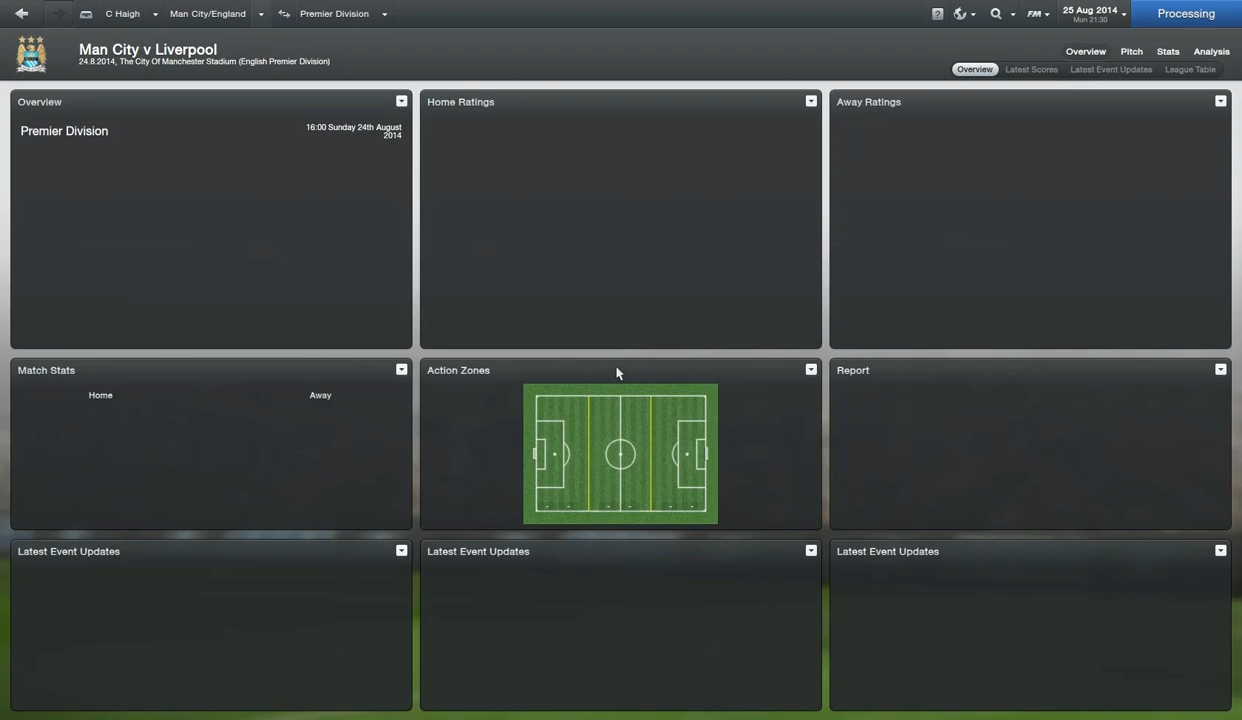 C Haigh
Man City/England
Premier Division
?
FM
25 Aug 2014
Mon 21:30
Processing
Man City v Liverpool
24.8.2014, The City Of Manchester Stadium (English Premier Division)
Overview Pitch Stats Analysis
Overview Latest Scores Latest Event Updates League Table
Overview
Premier Division
16:00 Sunday 24th August
2014
Home Ratings
Away Ratings
Match Stats
Home Away
Action Zones
Report
Latest Event Updates
Latest Event Updates
Latest Event Updates